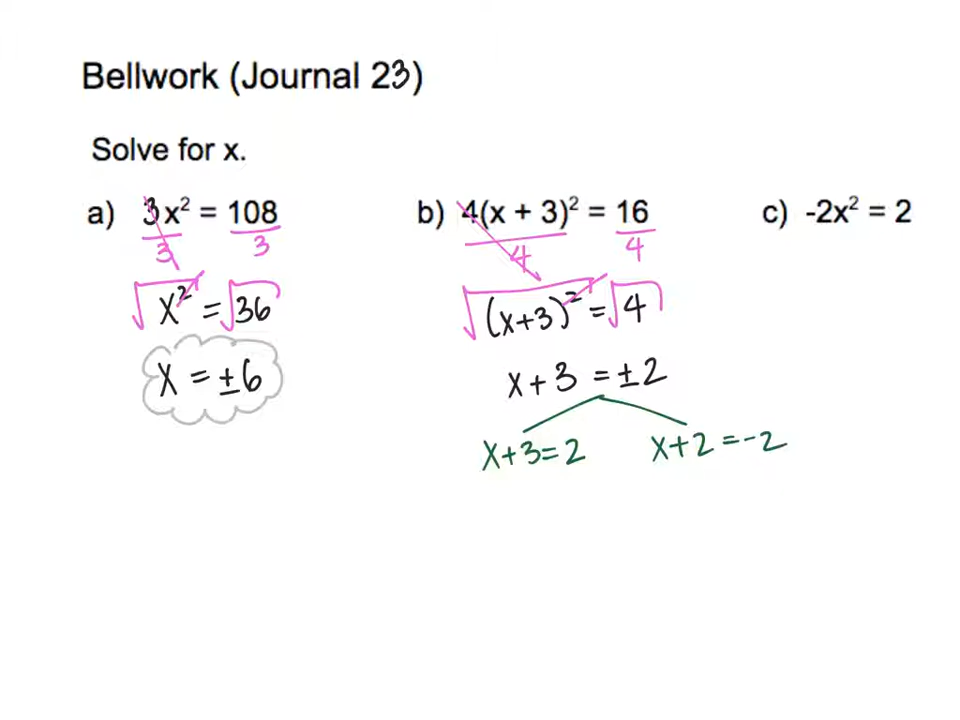 Bellwork (Journal 23)
Solve for x.
a) 3x² = 108
3 3
√x² = √36
x = ±6
b) 4(x + 3)² = 16
4 4
√(x+3)² = √4
x+3 = ±2
x+3=2 x+2=-2
c) -2x² = 2